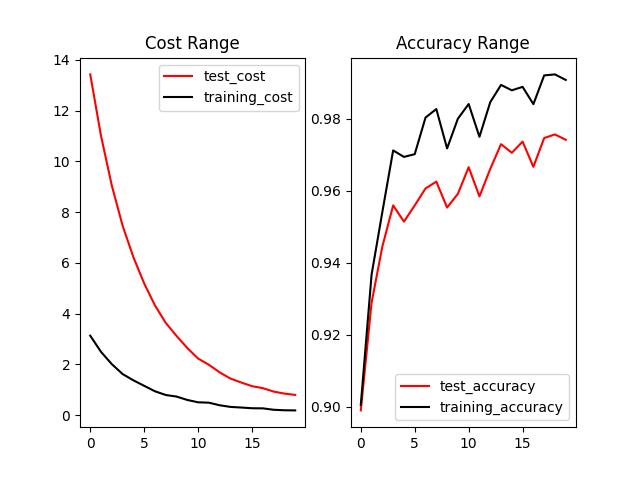 Cost Range
14
12
10
8
6
4
2
0
0 5 10 15
test_cost
training_cost
Accuracy Range
0.98
0.96
0.94
0.92
0.90
0 5 10 15
test_accuracy
training_accuracy